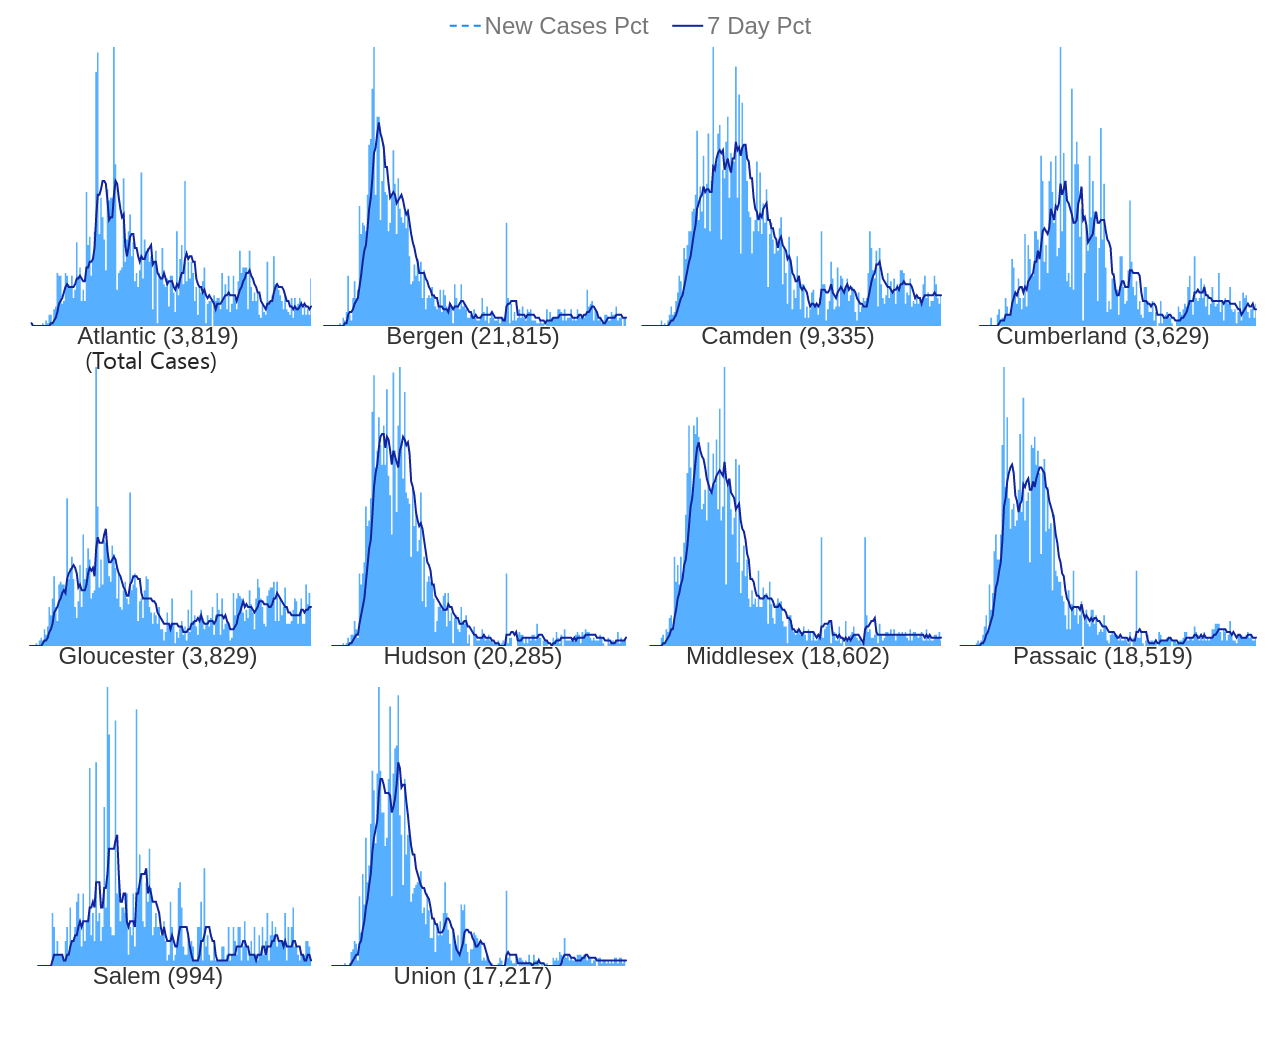 New Cases Pct 7 Day Pct
Atlantic (3,819) Bergen (21,815) Camden (9,335) Cumberland (3,629)
(Total Cases)
Gloucester (3,829) Hudson (20,285) Middlesex (18,602) Passaic (18,519)
Salem (994) Union (17,217)